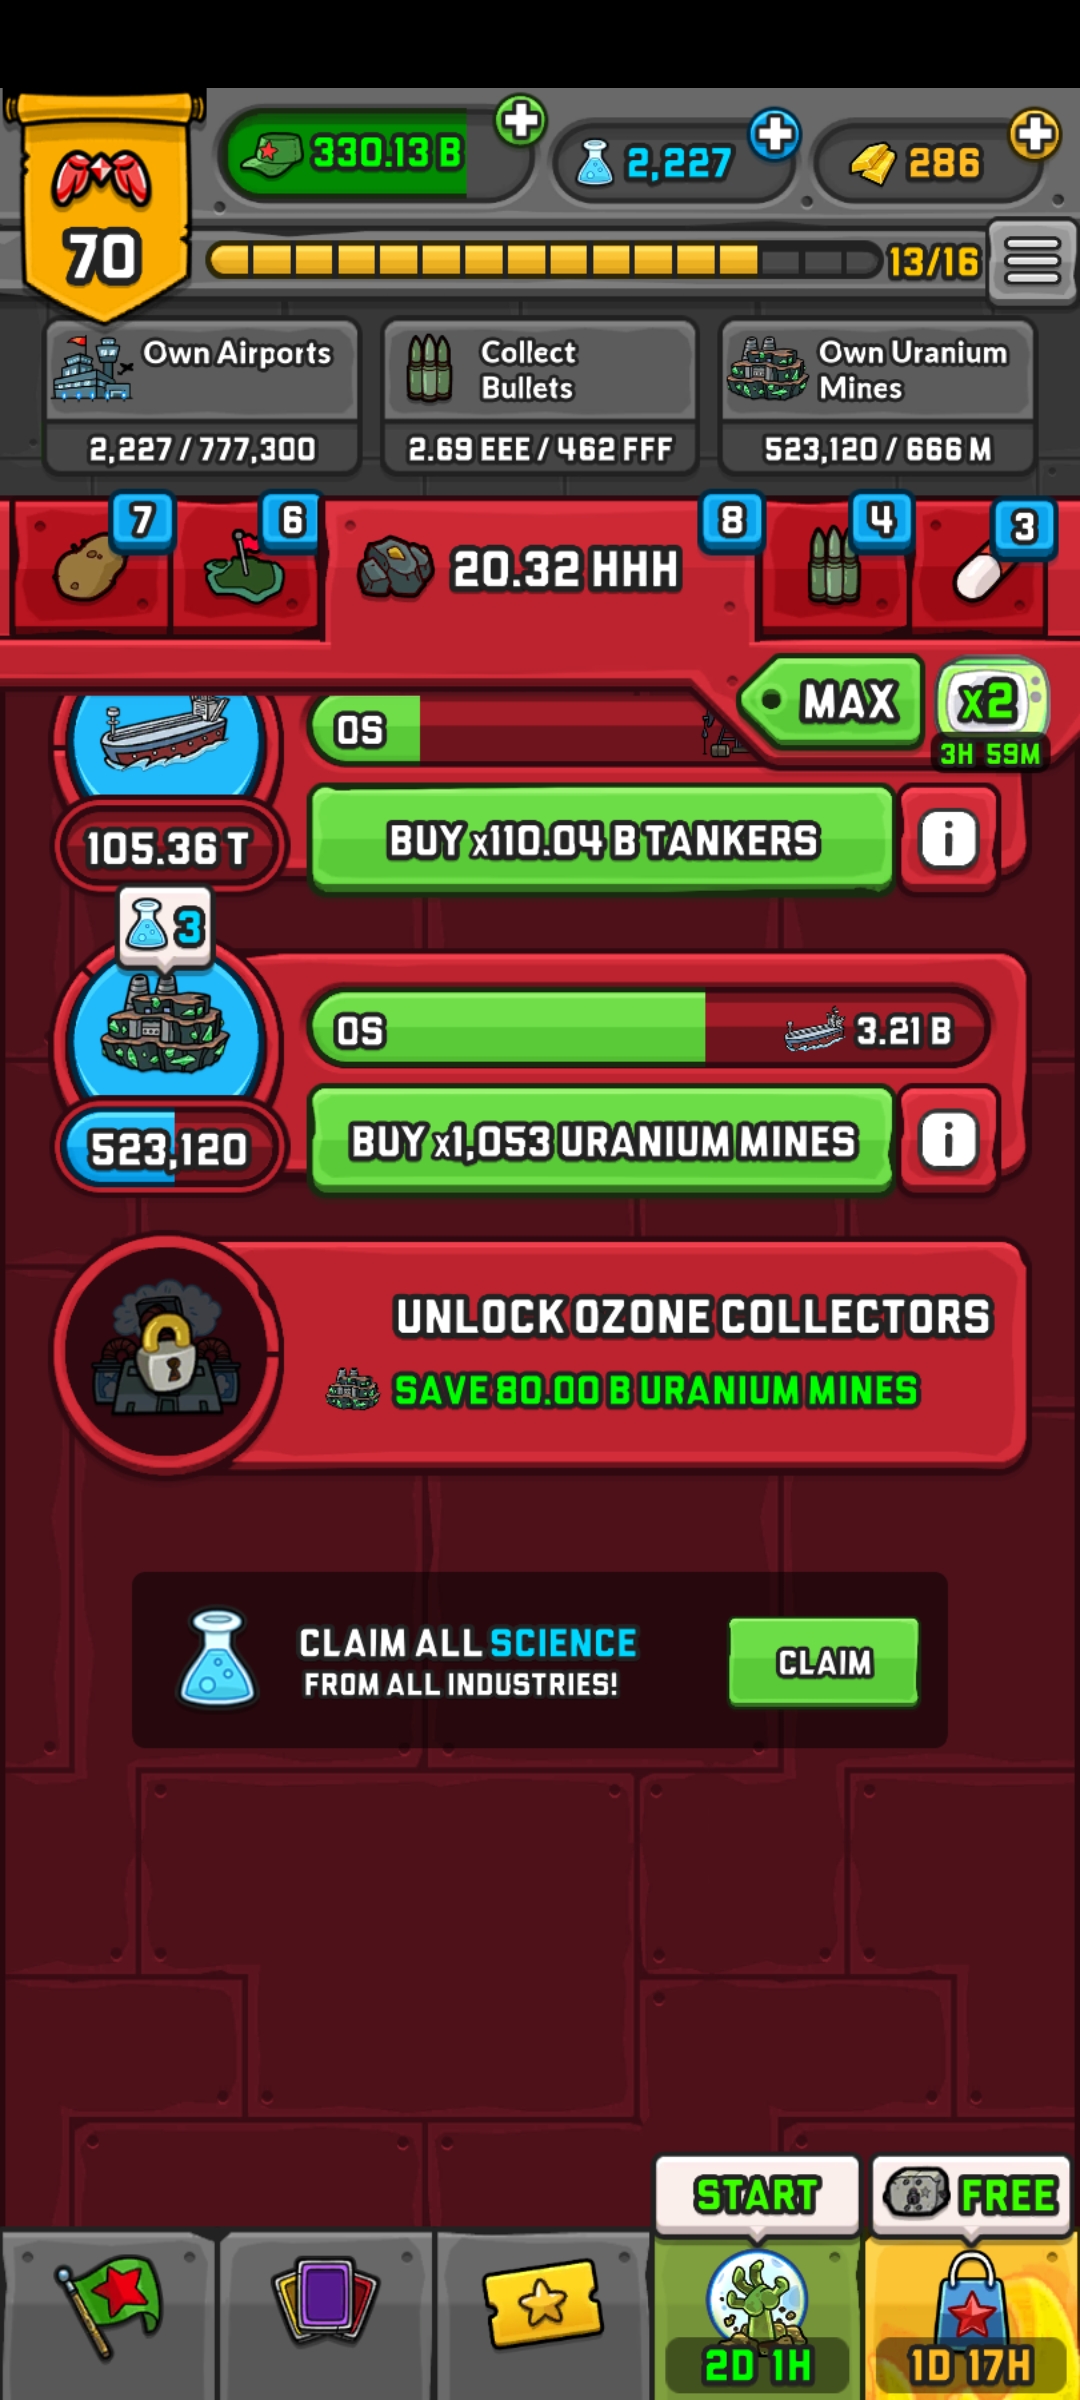 70
330.13 B
2,227
286
13/16
Own Airports
2,227 / 777,300
Collect
Bullets
2.69 EEE / 462 FFF
Own Uranium
Mines
523,120 / 666 M
7
6
20.32 HHH
8
4
3
MAX
x2
3H 59M
0S
105.36 T
BUY x110.04 B TANKERS
i
3
0S
3.21 B
523,120
BUY x1,053 URANIUM MINES
i
UNLOCK OZONE COLLECTORS
SAVE 80.00 B URANIUM MINES
CLAIM ALL SCIENCE
FROM ALL INDUSTRIES!
CLAIM
START
FREE
2D 1H
1D 17H